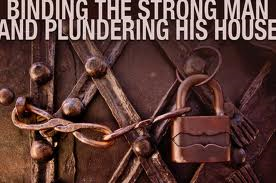 BINDING THE STRONG MAN
AND PLUNDERING HIS HOUSE